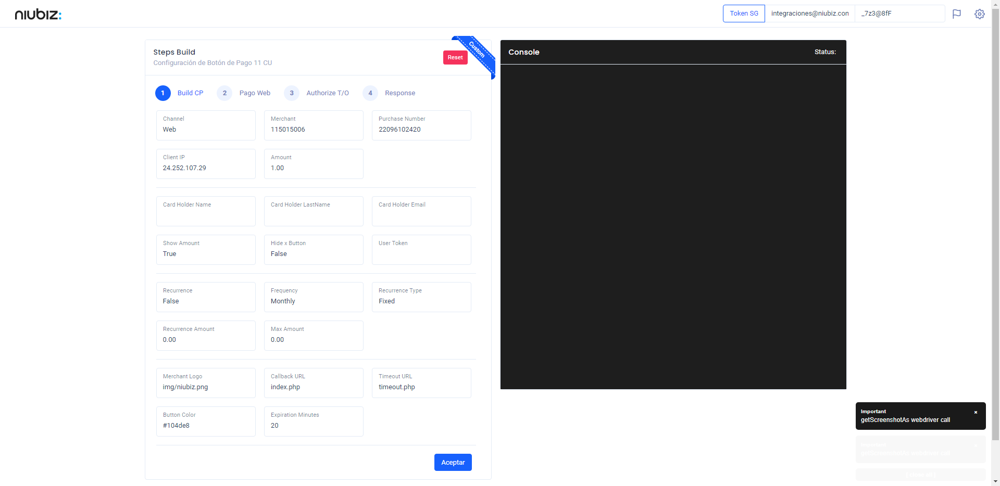 niubiz:
Token SG
integraciones@niubiz.con
_7z3@8fF
Steps Build
Configuración de Botón de Pago 11 CU
Reset
Custom
Console
Status:
1 Build CP
2 Pago Web
3 Authorize T/O
4 Response
Channel
Web
Merchant
115015006
Purchase Number
22096102420
Client IP
24.252.107.29
Amount
1.00
Card Holder Name
Card Holder LastName
Card Holder Email
Show Amount
True
Hide x Button
False
User Token
Recurrence
False
Frequency
Monthly
Recurrence Type
Fixed
Recurrence Amount
0.00
Max Amount
0.00
Merchant Logo
img/niubiz.png
Callback URL
index.php
Timeout URL
timeout.php
Button Color
#104de8
Expiration Minutes
20
Aceptar
Important
×
getScreenshotAs webdriver call
Important
×
getScreenshotAs webdriver call
[ clear all ]